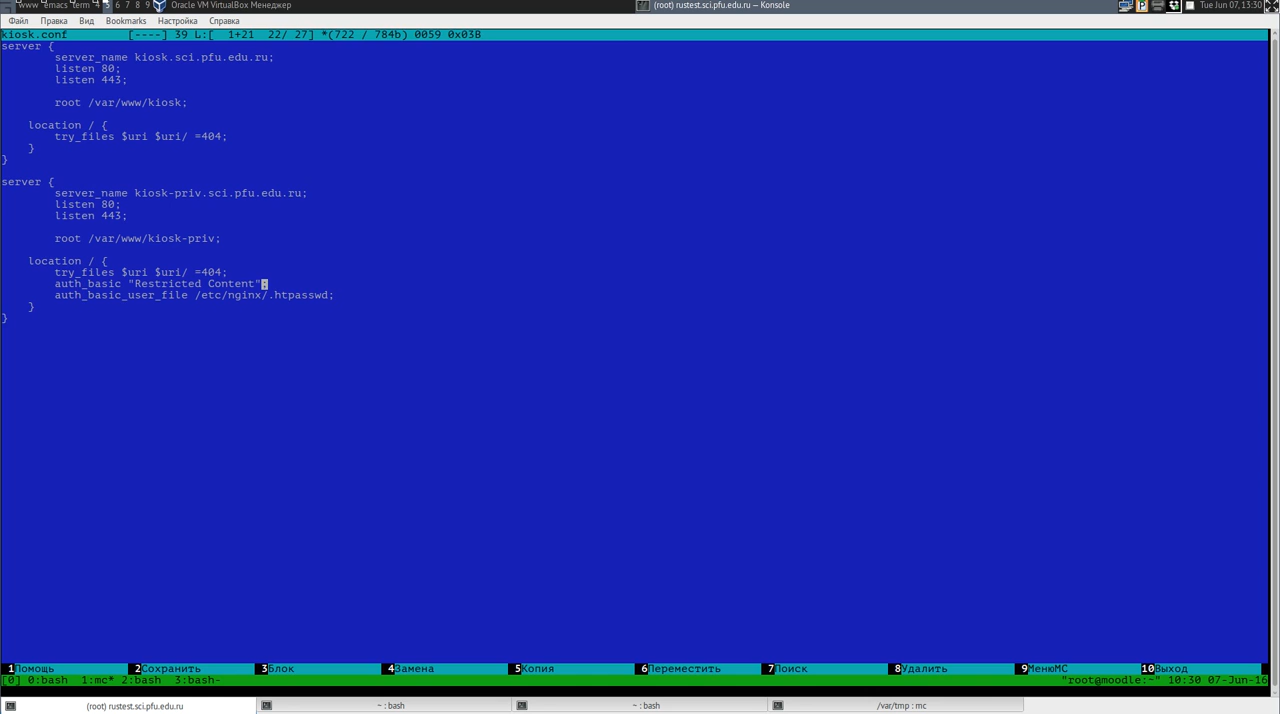 www emacs term 4 5 6 7 8 9 Oracle VM VirtualBox Менеджер (root) rustest.sci.pfu.edu.ru — Konsole Tue Jun 07, 13:30
Файл Правка Вид Bookmarks Настройка Справка
kiosk.conf [----] 39 L:[ 1+21 22/ 27] *(722 / 784b) 0059 0x03B
server {
server_name kiosk.sci.pfu.edu.ru;
listen 80;
listen 443;
root /var/www/kiosk;
location / {
try_files $uri $uri/ =404;
}
}
server {
server_name kiosk-priv.sci.pfu.edu.ru;
listen 80;
listen 443;
root /var/www/kiosk-priv;
location / {
try_files $uri $uri/ =404;
auth_basic "Restricted Content";
auth_basic_user_file /etc/nginx/.htpasswd;
}
}
1Помощь 2Сохранить 3Блок 4Замена 5Копия 6Переместить 7Поиск 8Удалить 9МенюМС 10Выход
[0] 0:bash 1:mc* 2:bash 3:bash- "root@moodle:~" 10:30 07-Jun-16
(root) rustest.sci.pfu.edu.ru ~ : bash ~ : bash /var/tmp : mc